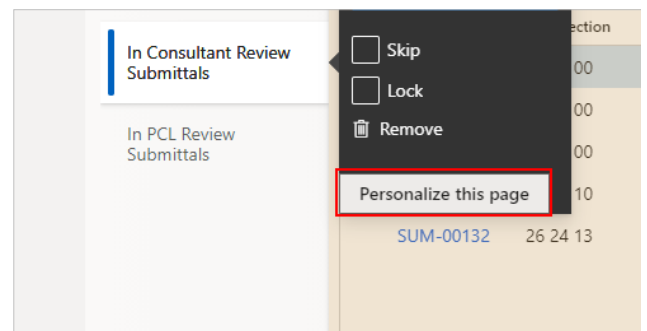 In Consultant Review
Submittals
In PCL Review
Submittals
Skip
Lock
Remove
Personalize this page
ection
00
00
00
10
SUM-00132 26 24 13